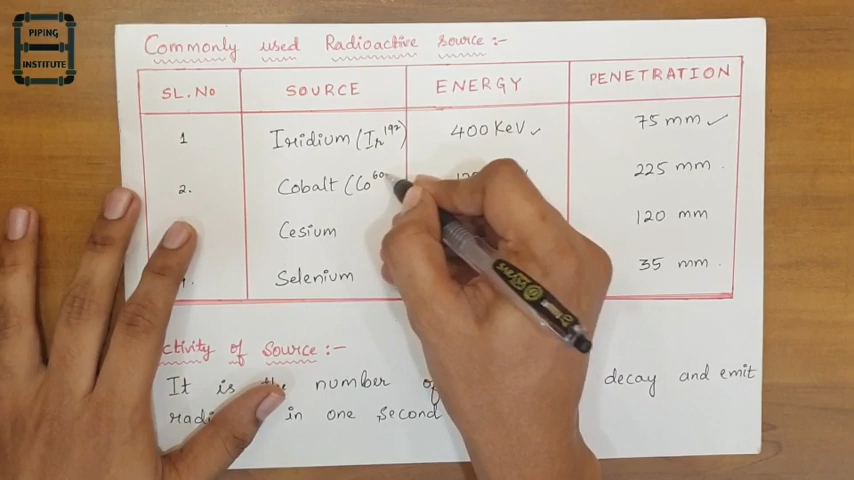 PIPING
INSTITUTE
Commonly used Radioactive source:-
SL.No SOURCE ENERGY PENETRATION
1 Iridium (Ir192) 400 KeV ✓ 75 mm ✓
2. Cobalt (Co60 225 mm
Cesium 120 mm
Selenium 35 mm
of Source:-
It is the number of decay and emit
in one second